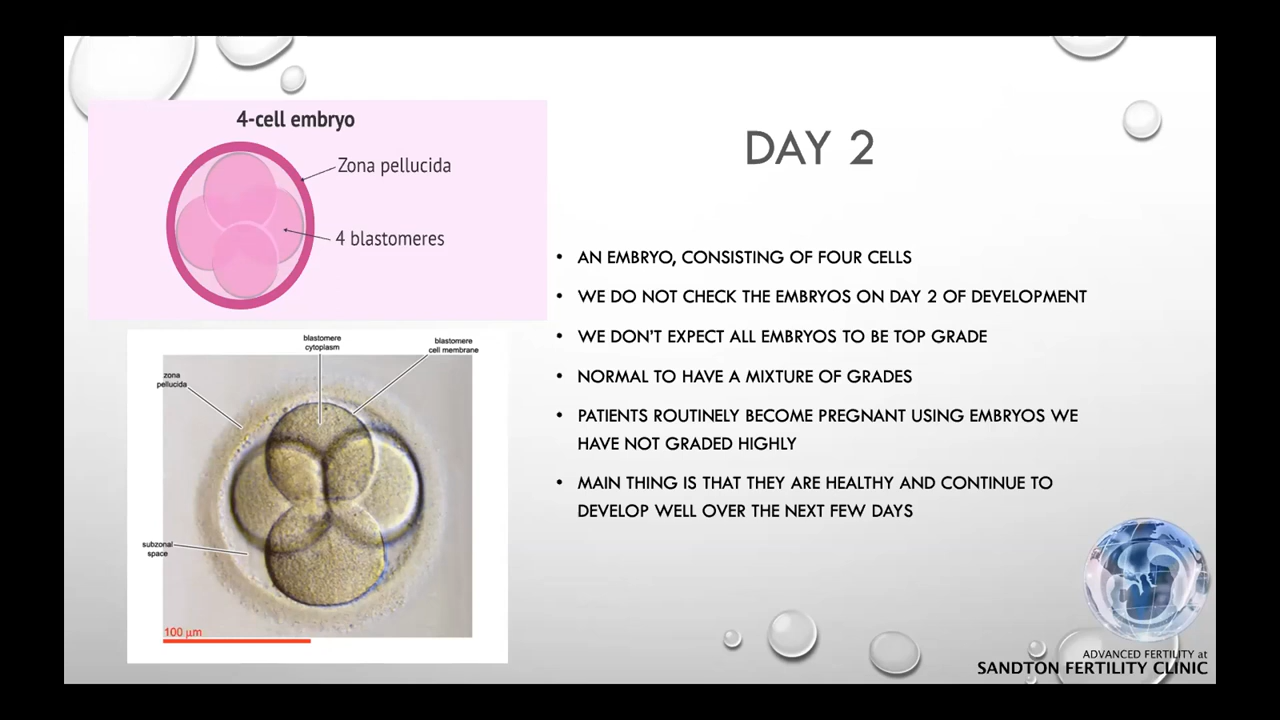 4-cell embryo
Zona pellucida
4 blastomeres
blastomere
cytoplasm
blastomere
cell membrane
zona
pellucida
subzonal
space
100 µm
DAY 2
• AN EMBRYO, CONSISTING OF FOUR CELLS
• WE DO NOT CHECK THE EMBRYOS ON DAY 2 OF DEVELOPMENT
• WE DON'T EXPECT ALL EMBRYOS TO BE TOP GRADE
• NORMAL TO HAVE A MIXTURE OF GRADES
• PATIENTS ROUTINELY BECOME PREGNANT USING EMBRYOS WE
HAVE NOT GRADED HIGHLY
• MAIN THING IS THAT THEY ARE HEALTHY AND CONTINUE TO
DEVELOP WELL OVER THE NEXT FEW DAYS
ADVANCED FERTILITY at
SANDTON FERTILITY CLINIC